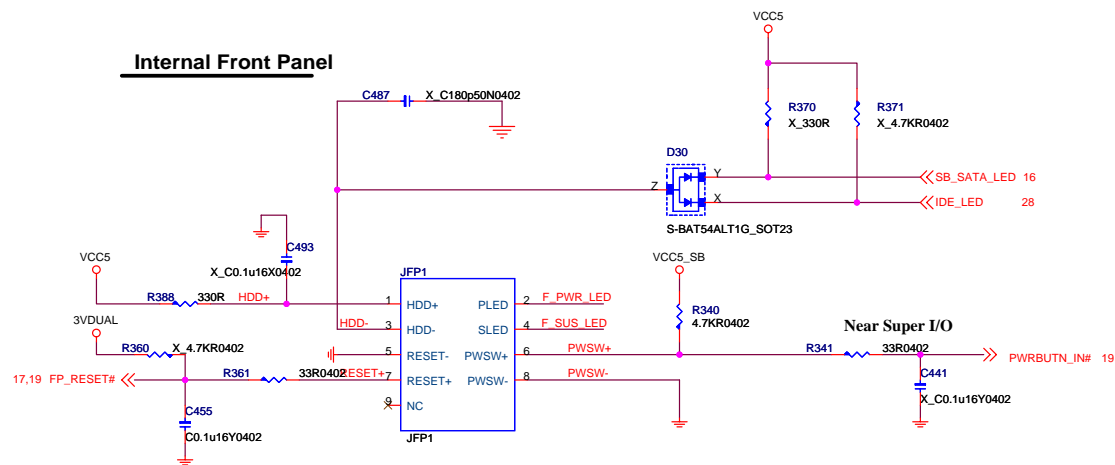 VCC5
Internal Front Panel
C487
X_C180p50N0402
R370
X_330R
R371
X_4.7KR0402
D30
Z
Y
X
SB_SATA_LED 16
IDE_LED 28
S-BAT54ALT1G_SOT23
C493
X_C0.1u16X0402
VCC5
VCC5_SB
JFP1
R388
330R
HDD+
1
HDD+
PLED
2
F_PWR_LED
R340
4.7KR0402
3VDUAL
HDD-
3
HDD-
SLED
4
F_SUS_LED
Near Super I/O
R360
X_4.7KR0402
5
RESET-
PWSW+
6
PWSW+
R341
33R0402
PWRBUTN_IN# 19
17,19 FP_RESET#
R361
33R0402
RESET+
7
RESET+
PWSW-
8
PWSW-
C441
X_C0.1u16Y0402
9
NC
C455
C0.1u16Y0402
JFP1